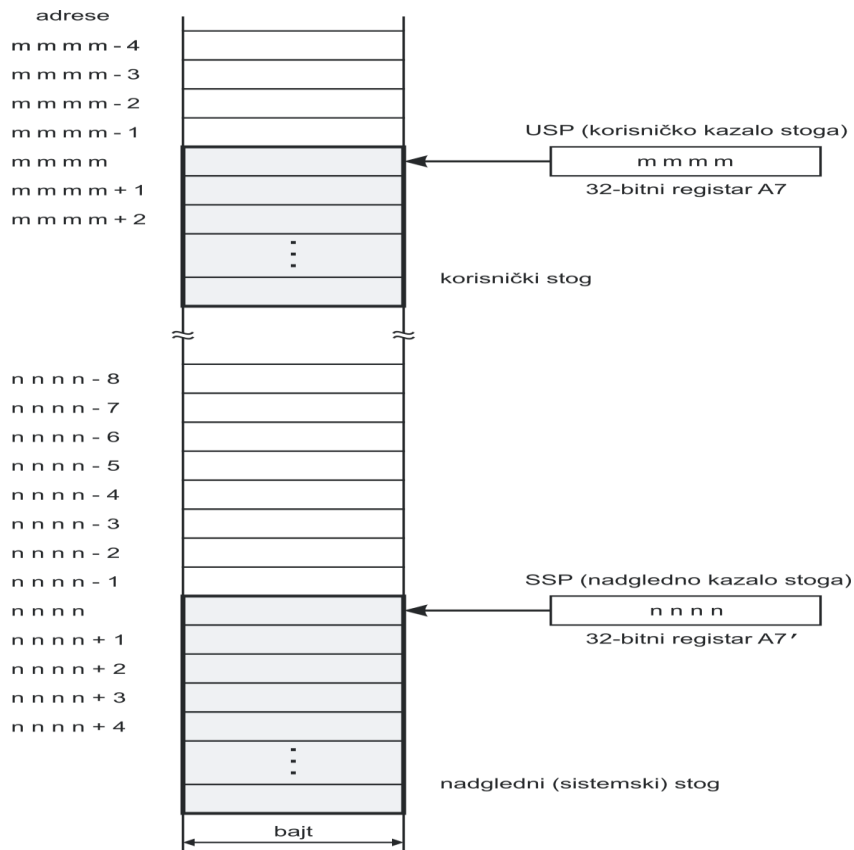 adrese
m m m m - 4
m m m m - 3
m m m m - 2
m m m m - 1
USP (korisničko kazalo stoga)
m m m m
m m m m
m m m m + 1
32-bitni registar A7
m m m m + 2
korisnički stog
n n n n - 8
n n n n - 7
n n n n - 6
n n n n - 5
n n n n - 4
n n n n - 3
n n n n - 2
n n n n - 1
SSP (nadgledno kazalo stoga)
n n n n
n n n n
n n n n + 1
32-bitni registar A7′
n n n n + 2
n n n n + 3
n n n n + 4
nadgledni (sistemski) stog
bajt